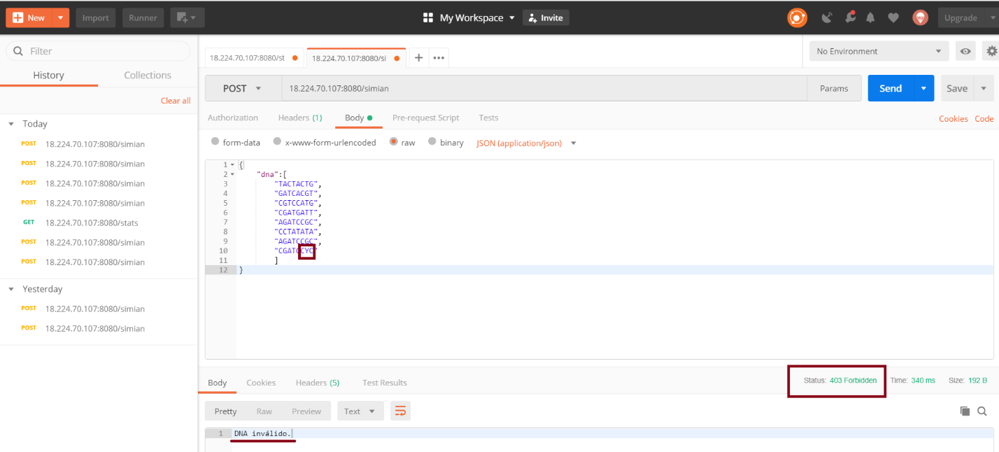 New Import Runner My Workspace Invite Upgrade
Filter
History Collections
Clear all
Today
POST 18.224.70.107:8080/simian
POST 18.224.70.107:8080/simian
POST 18.224.70.107:8080/simian
POST 18.224.70.107:8080/simian
GET 18.224.70.107:8080/stats
POST 18.224.70.107:8080/simian
POST 18.224.70.107:8080/simian
Yesterday
POST 18.224.70.107:8080/simian
POST 18.224.70.107:8080/simian
18.224.70.107:8080/st 18.224.70.107:8080/si + ••• No Environment
POST 18.224.70.107:8080/simian Params Send Save
Authorization Headers (1) Body Pre-request Script Tests Cookies Code
form-data x-www-form-urlencoded raw binary JSON (application/json)
1 {
2 "dna":[
3 "TACTACTG",
4 "GATCACGT",
5 "CGTCCATG",
6 "CGATGATT",
7 "AGATCCGC",
8 "CCTATATA",
9 "AGATCCGC",
10 "CGATCCYC"
11 ]
12 }
Body Cookies Headers (5) Test Results Status: 403 Forbidden Time: 340 ms Size: 192 B
Pretty Raw Preview Text
1 DNA inválido.